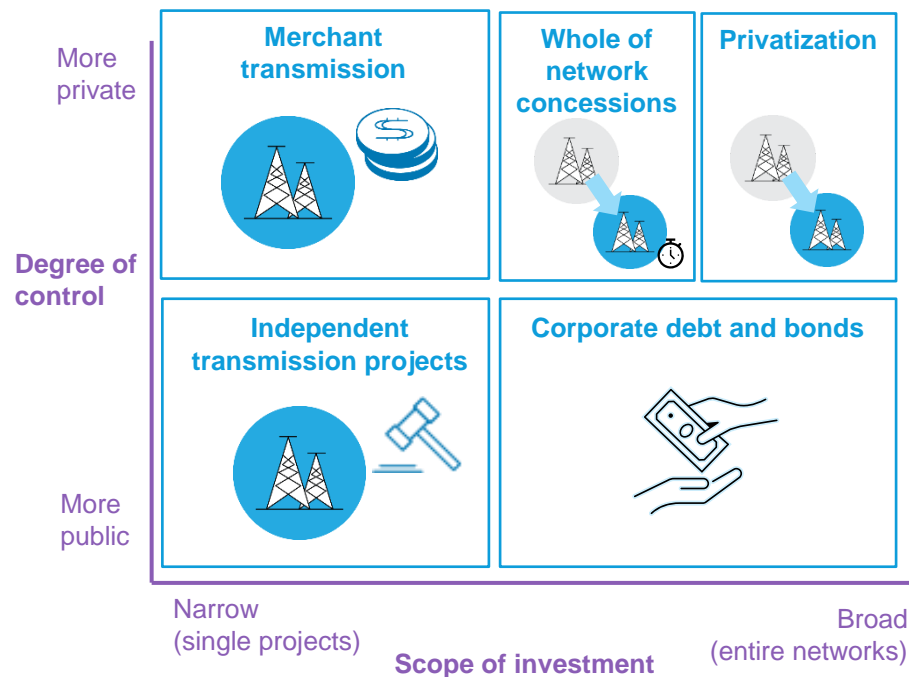 More
private
Merchant
transmission
Whole of
network
concessions
Privatization
Degree of
control
Independent
transmission projects
Corporate debt and bonds
More
public
Narrow
(single projects)
Broad
(entire networks)
Scope of investment